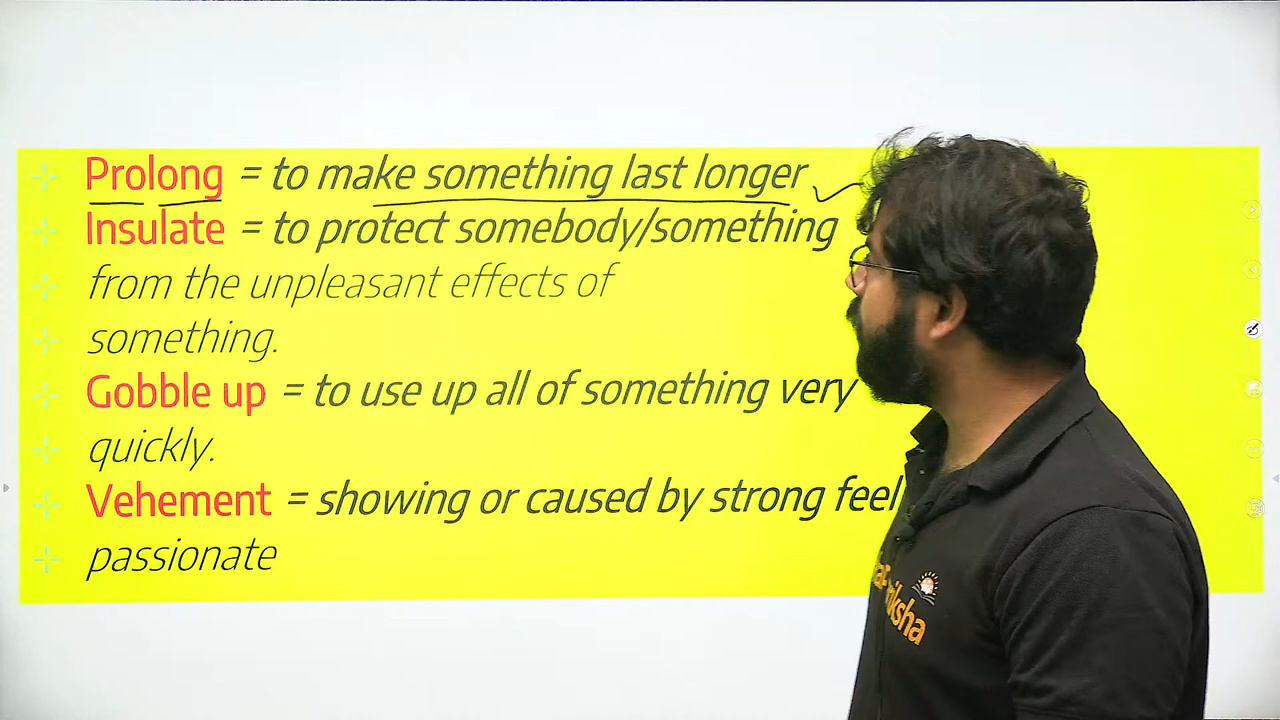 Prolong = to make something last longer
Insulate = to protect somebody/something
from the unpleasant effects of
something.
Gobble up = to use up all of something very
quickly.
Vehement = showing or caused by strong feel
passionate
iksha